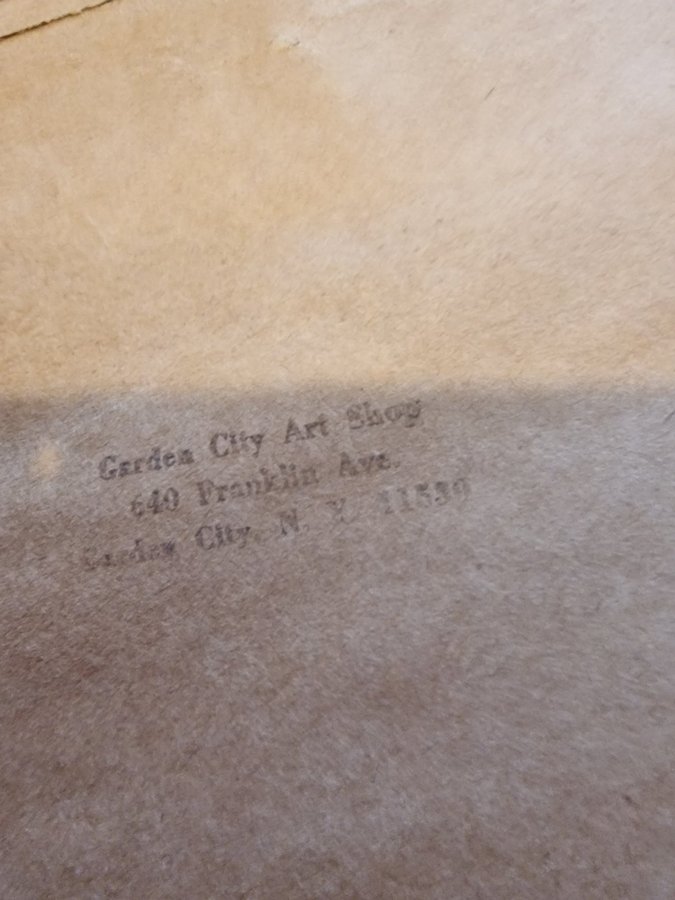 Garden City Art Shop
640 Franklin Ave.
Garden City, N. Y. 11530